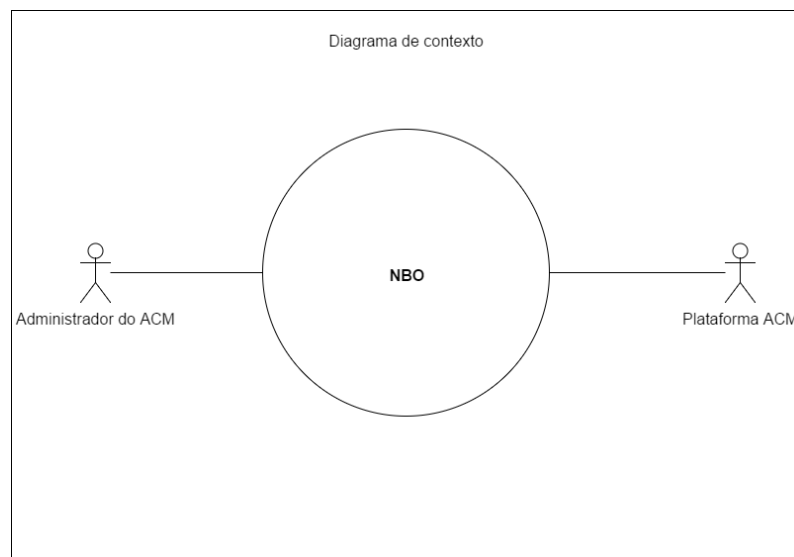 Diagrama de contexto
NBO
Administrador do ACM
Plataforma ACM